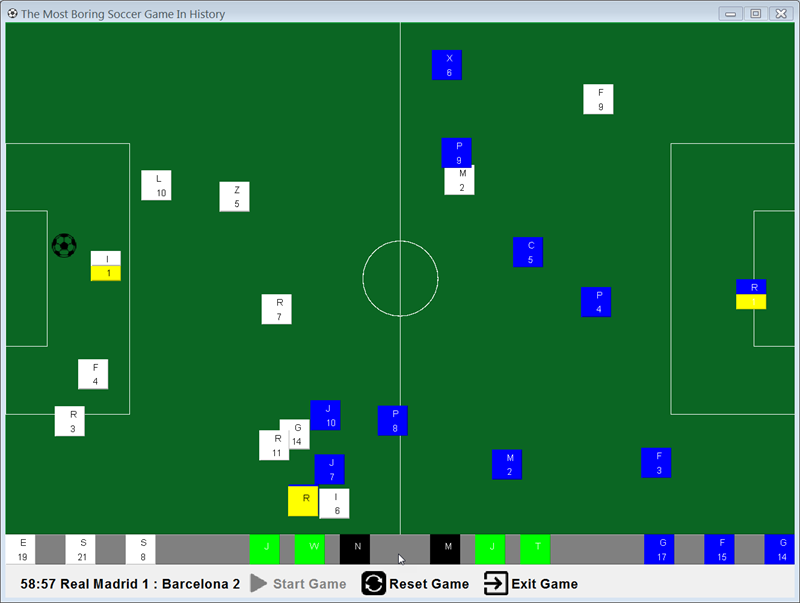 The Most Boring Soccer Game In History
X
6
F
9
P
9
M
2
L
10
Z
5
C
5
I
1
R
P
4
R
7
F
4
R
3
J
10
P
8
G
14
R
11
J
7
M
2
F
3
R
I
6
E
19
S
21
S
8
J
W
N
M
J
T
G
17
F
15
G
14
58:57 Real Madrid 1 : Barcelona 2 Start Game Reset Game Exit Game